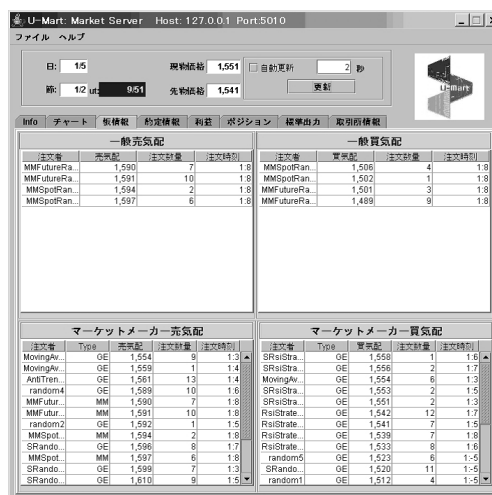 U-Mart: Market Server Host: 127.0.0.1 Port:5010
ファイル ヘルプ
日: 1/5 現物価格 1,551 自動更新 2 秒
節: 1/2 ut: 9/51 先物価格 1,541 更新
U-mart
Info チャート 板情報 約定情報 利益 ポジション 標準出力 取引所情報
一般売気配
注文者 売気配 注文数量 注文時刻
MMFutureRa... 1,590 7 1:8
MMFutureRa... 1,591 10 1:8
MMSpotRan... 1,594 2 1:8
MMSpotRan... 1,597 6 1:8
一般買気配
注文者 買気配 注文数量 注文時刻
MMSpotRan... 1,506 4 1:8
MMSpotRan... 1,502 1 1:8
MMFutureRa... 1,501 3 1:8
MMFutureRa... 1,489 9 1:8
マーケットメーカー売気配
注文者 Type 売気配 注文数量 注文時刻
MovingAv... GE 1,554 9 1:3
MovingAv... GE 1,559 1 1:4
AntiTren... GE 1,561 13 1:4
random4 GE 1,589 10 1:6
MMFutur... MM 1,590 7 1:8
MMFutur... MM 1,591 10 1:8
random2 GE 1,592 1 1:5
MMSpot... MM 1,594 2 1:8
SRando... GE 1,596 8 1:7
MMSpot... MM 1,597 6 1:8
SRando... GE 1,599 7 1:3
SRando... GE 1,610 9 1:5
マーケットメーカー買気配
注文者 Type 買気配 注文数量 注文時刻
SRsiStra... GE 1,558 1 1:6
SRsiStra... GE 1,556 2 1:7
MovingAv... GE 1,554 6 1:3
SRsiStra... GE 1,553 2 1:5
SRsiStra... GE 1,551 2 1:3
RsiStrate... GE 1,542 12 1:7
RsiStrate... GE 1,541 7 1:5
RsiStrate... GE 1,539 7 1:8
RsiStrate... GE 1,533 8 1:6
random5 GE 1,523 6 1:-5
SRando... GE 1,520 11 1:-5
random1 GE 1,512 4 1:-5